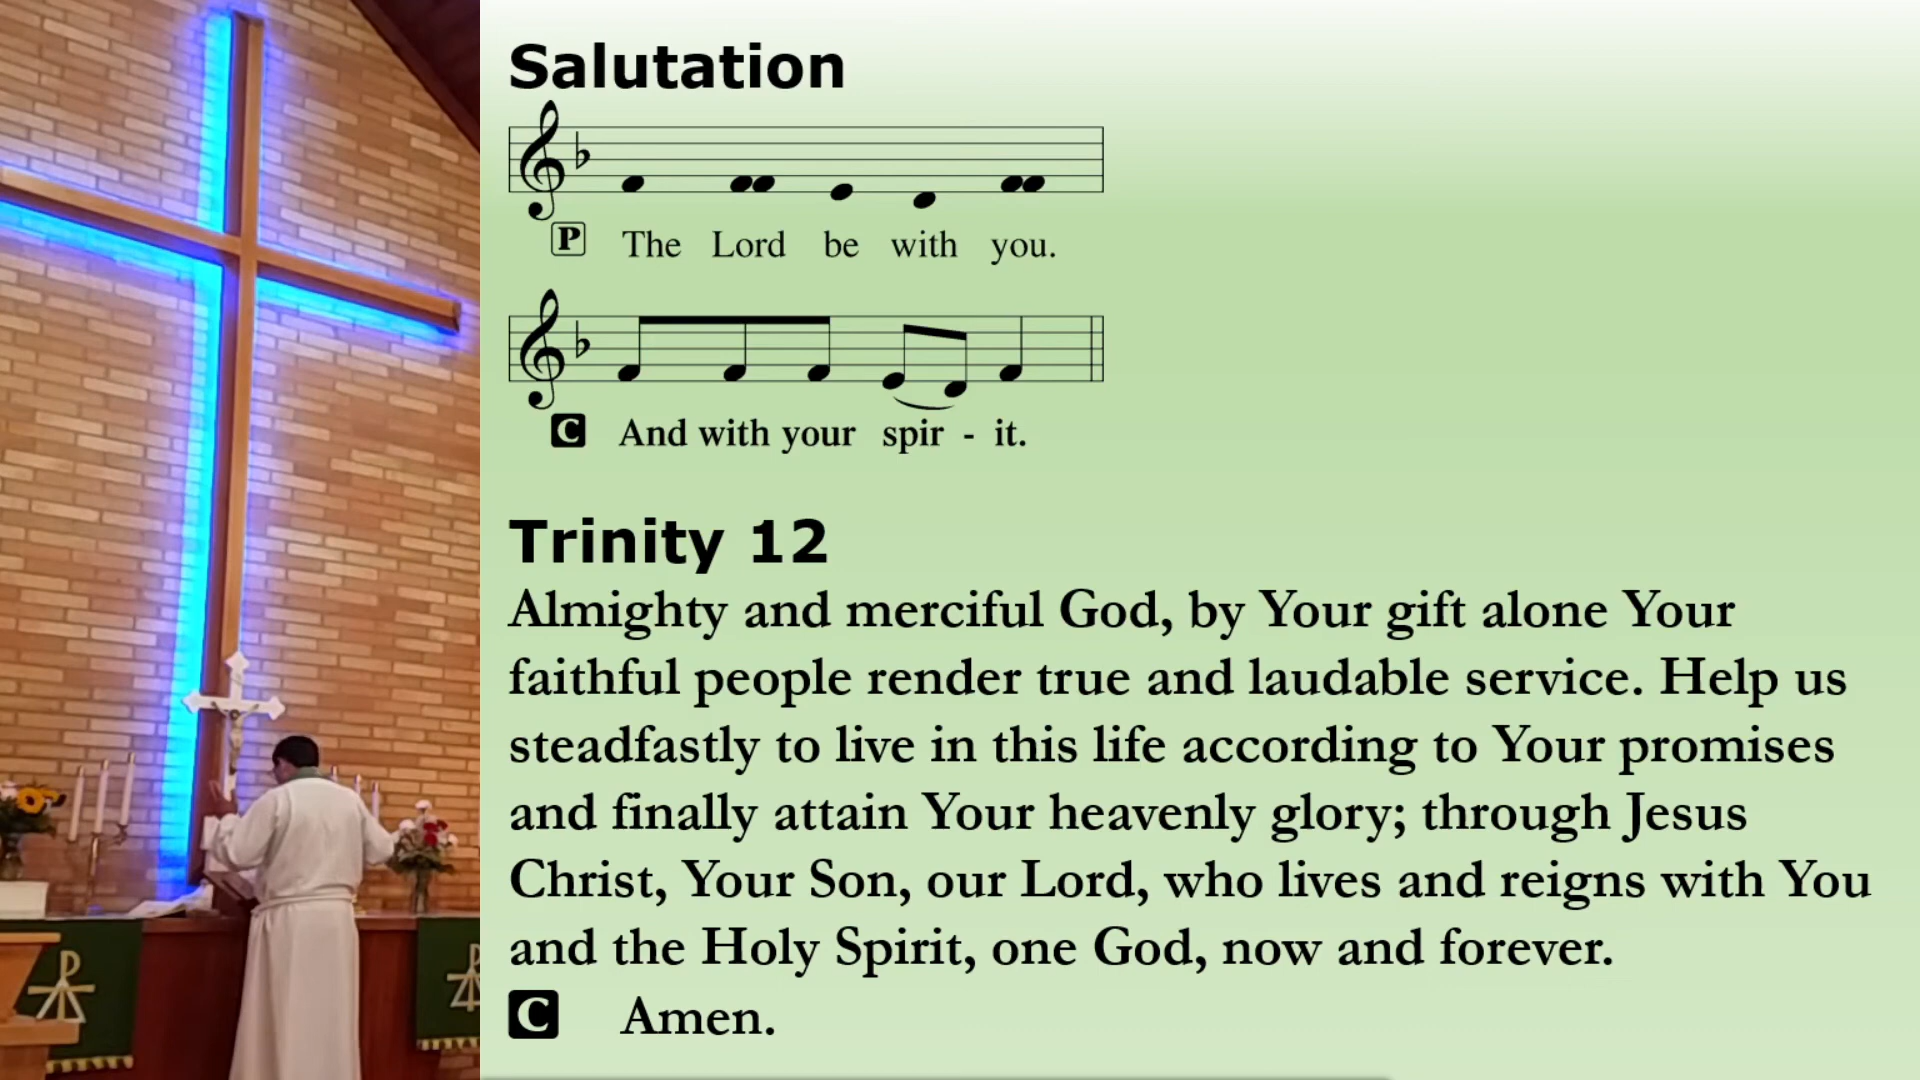 Salutation
P The Lord be with you.
C And with your spir - it.
Trinity 12
Almighty and merciful God, by Your gift alone Your
faithful people render true and laudable service. Help us
steadfastly to live in this life according to Your promises
and finally attain Your heavenly glory; through Jesus
Christ, Your Son, our Lord, who lives and reigns with You
and the Holy Spirit, one God, now and forever.
C Amen.